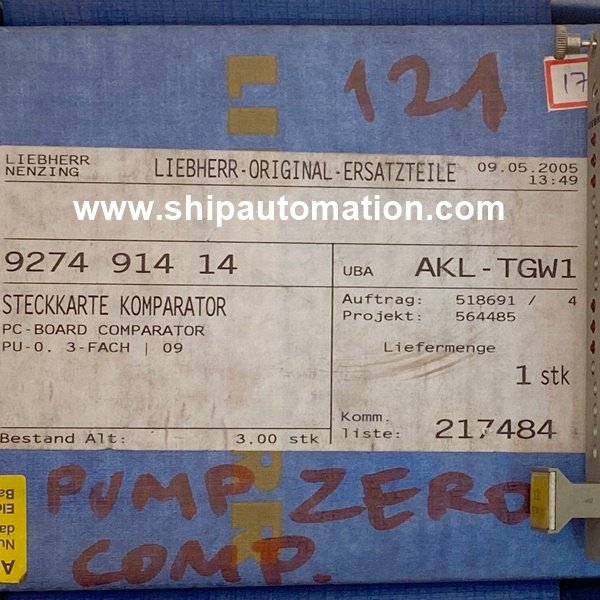 121
17
LIEBHERR
NENZING
LIEBHERR-ORIGINAL-ERSATZTEILE
09.05.2005
13:49
www.shipautomation.com
9274 914 14
UBA AKL-TGW1
STECKKARTE KOMPARATOR
PC-BOARD COMPARATOR
PU-0. 3-FACH | 09
Auftrag: 518691 / 4
Projekt: 564485
Liefermenge
1 stk
Bestand Alt: 3.00 stk
Komm.
liste: 217484
PUMP ZERO
COMP.